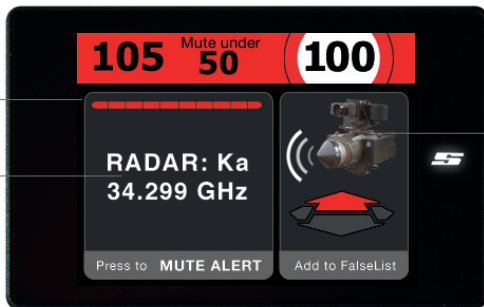 105
Mute under
50
100
RADAR: Ka
34.299 GHz
Press to MUTE ALERT
Add to FalseList
S